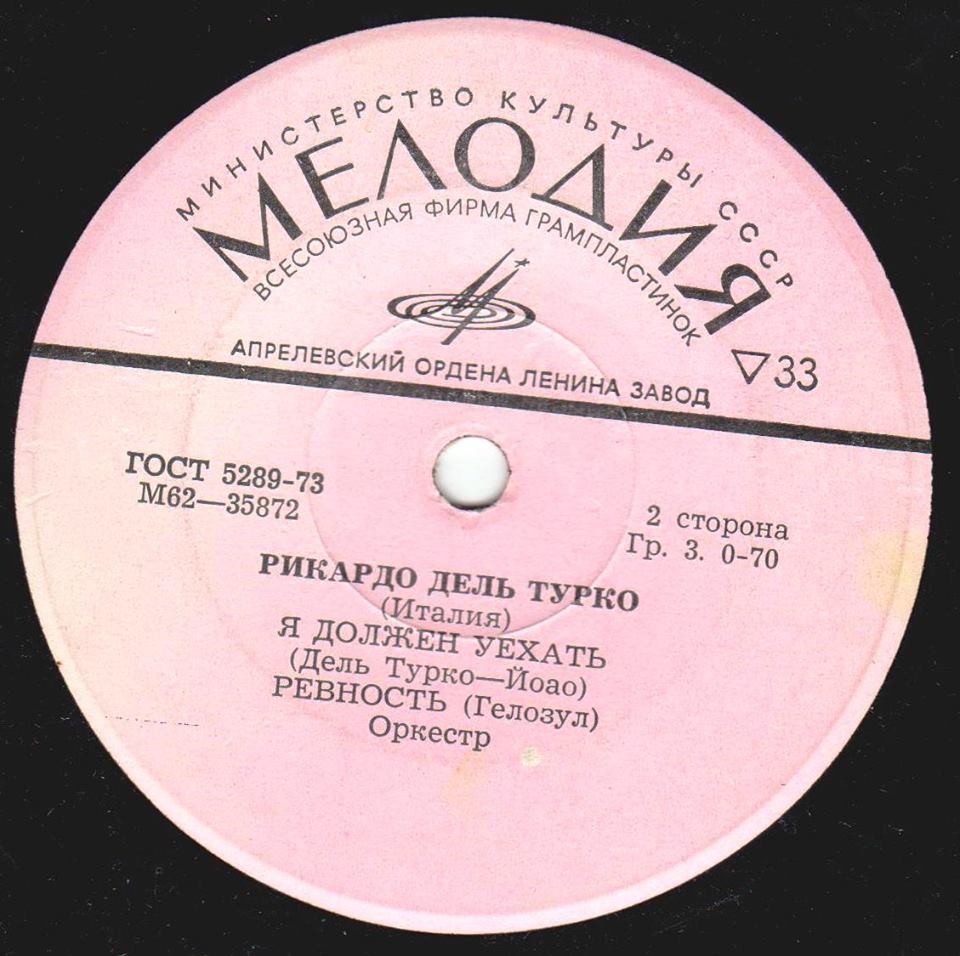 МИНИСТЕРСТВО КУЛЬТУРЫ СССР
МЕЛОДИЯ
ВСЕСОЮЗНАЯ ФИРМА ГРАМПЛАСТИНОК
АПРЕЛЕВСКИЙ ОРДЕНА ЛЕНИНА ЗАВОД
▽33
ГОСТ 5289-73
М62—35872
2 сторона
Гр. 3. 0-70
РИКАРДО ДЕЛЬ ТУРКО
(Италия)
Я ДОЛЖЕН УЕХАТЬ
(Дель Турко—Йоао)
РЕВНОСТЬ (Гелозул)
Оркестр